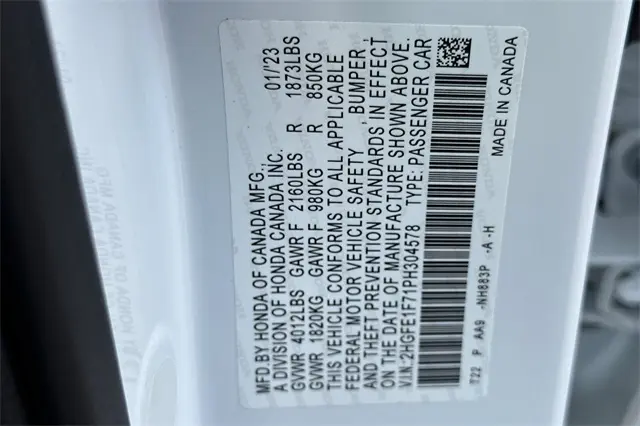 MFD.BY HONDA OF CANADA MFG., 01/'23
A DIVISION OF HONDA CANADA INC.
GVWR 4012LBS GAWR F 2160LBS R 1873LBS
GVWR 1820KG GAWR F 980KG R 850KG
THIS VEHICLE CONFORMS TO ALL APPLICABLE
FEDERAL MOTOR VEHICLE SAFETY ,BUMPER ,
AND THEFT PREVENTION STANDARDS IN EFFECT
ON THE DATE OF MANUFACTURE SHOWN ABOVE.
V.I.N.:2HGFE1F71PH304578 TYPE: PASSENGER CAR
T22 P AA9 -NH883P -A -H
MADE IN CANADA